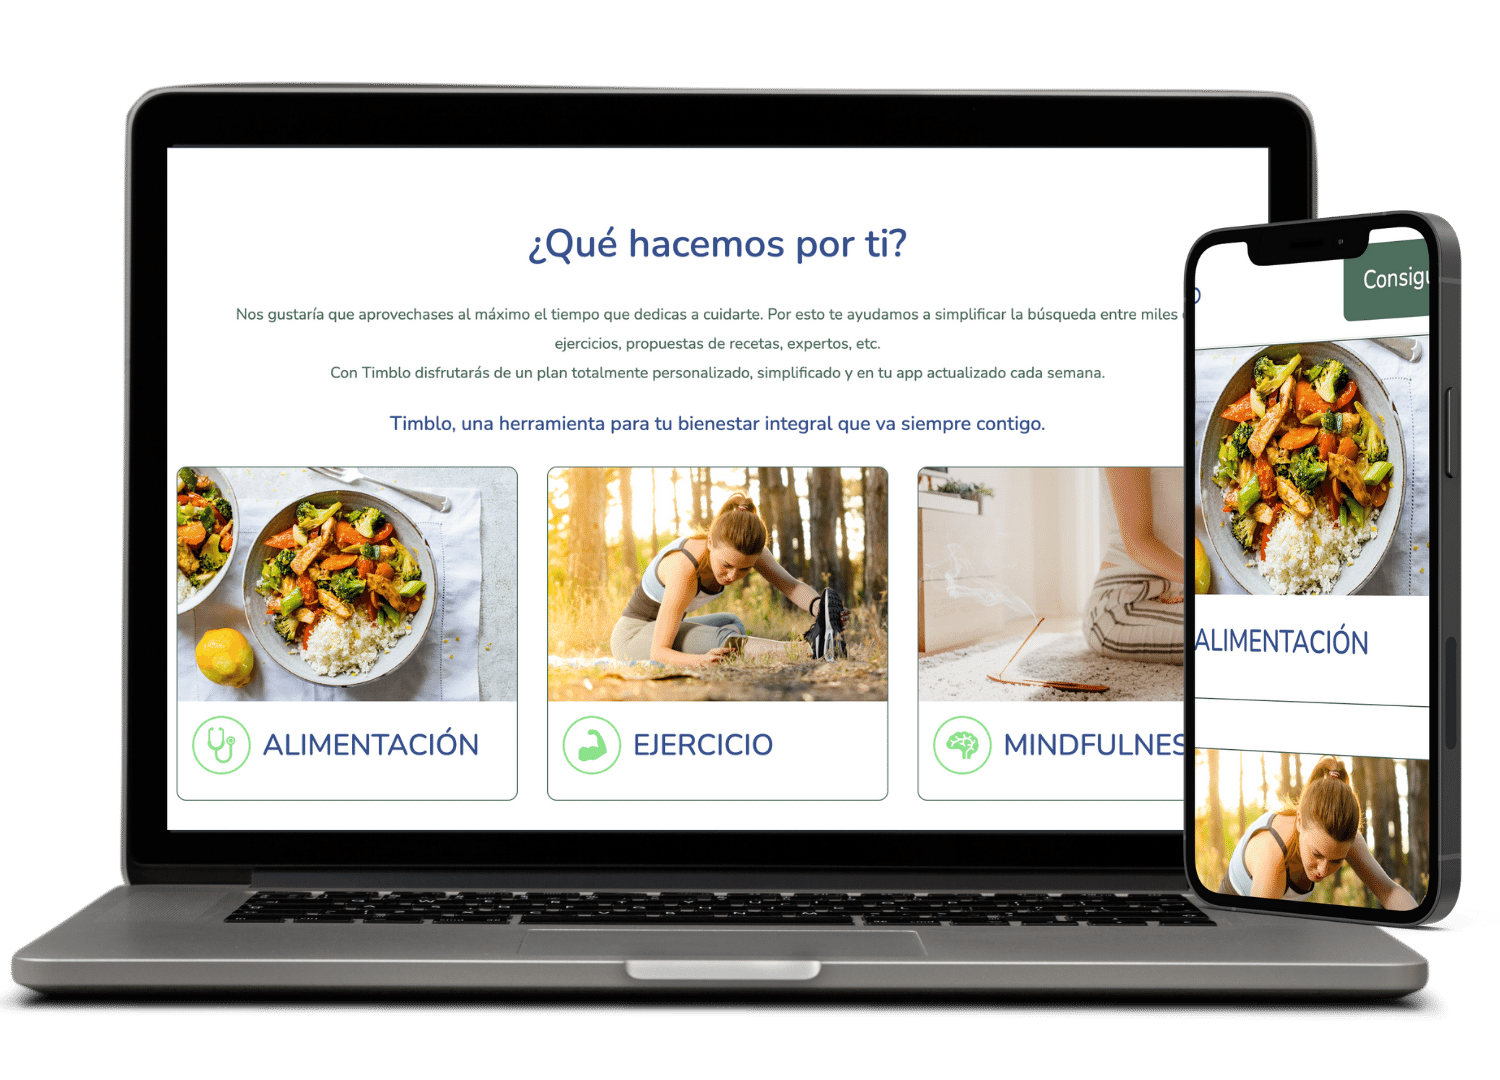 ¿Qué hacemos por ti?
Nos gustaría que aprovechases al máximo el tiempo que dedicas a cuidarte. Por esto te ayudamos a simplificar la búsqueda entre miles
ejercicios, propuestas de recetas, expertos, etc.
Con Timblo disfrutarás de un plan totalmente personalizado, simplificado y en tu app actualizado cada semana.
Timblo, una herramienta para tu bienestar integral que va siempre contigo.
ALIMENTACIÓN
EJERCICIO
MINDFULNES
Consigu
ALIMENTACIÓN